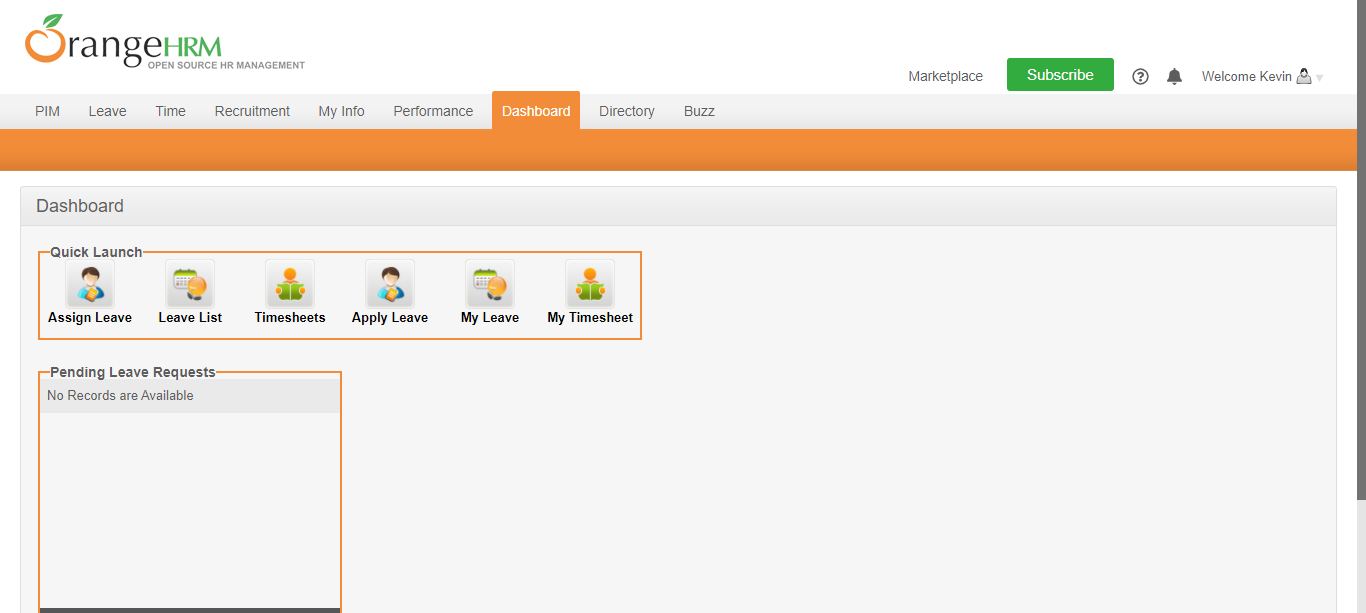 OrangeHRM
OPEN SOURCE HR MANAGEMENT
Marketplace Subscribe Welcome Kevin
PIM Leave Time Recruitment My Info Performance Dashboard Directory Buzz
Dashboard
Quick Launch
Assign Leave Leave List Timesheets Apply Leave My Leave My Timesheet
Pending Leave Requests
No Records are Available